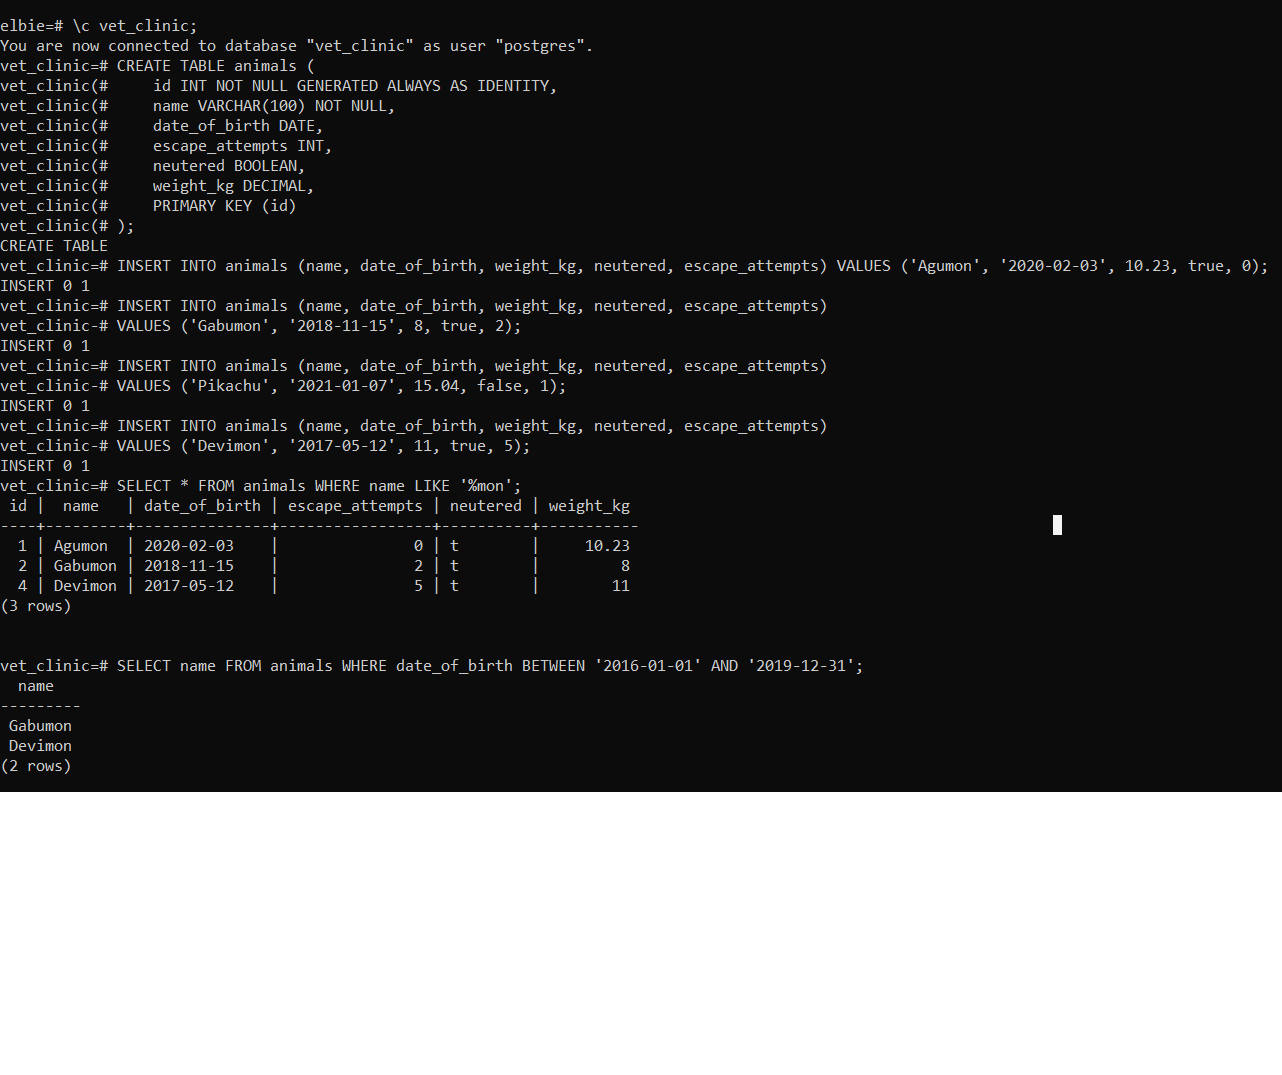 elbie=# \c vet_clinic;
You are now connected to database "vet_clinic" as user "postgres".
vet_clinic=# CREATE TABLE animals (
vet_clinic(#     id INT NOT NULL GENERATED ALWAYS AS IDENTITY,
vet_clinic(#     name VARCHAR(100) NOT NULL,
vet_clinic(#     date_of_birth DATE,
vet_clinic(#     escape_attempts INT,
vet_clinic(#     neutered BOOLEAN,
vet_clinic(#     weight_kg DECIMAL,
vet_clinic(#     PRIMARY KEY (id)
vet_clinic(# );
CREATE TABLE
vet_clinic=# INSERT INTO animals (name, date_of_birth, weight_kg, neutered, escape_attempts) VALUES ('Agumon', '2020-02-03', 10.23, true, 0);
INSERT 0 1
vet_clinic=# INSERT INTO animals (name, date_of_birth, weight_kg, neutered, escape_attempts)
vet_clinic-# VALUES ('Gabumon', '2018-11-15', 8, true, 2);
INSERT 0 1
vet_clinic=# INSERT INTO animals (name, date_of_birth, weight_kg, neutered, escape_attempts)
vet_clinic-# VALUES ('Pikachu', '2021-01-07', 15.04, false, 1);
INSERT 0 1
vet_clinic=# INSERT INTO animals (name, date_of_birth, weight_kg, neutered, escape_attempts)
vet_clinic-# VALUES ('Devimon', '2017-05-12', 11, true, 5);
INSERT 0 1
vet_clinic=# SELECT * FROM animals WHERE name LIKE '%mon';
 id |  name   | date_of_birth | escape_attempts | neutered | weight_kg
----+---------+---------------+-----------------+----------+-----------
  1 | Agumon  | 2020-02-03    |               0 | t        |     10.23
  2 | Gabumon | 2018-11-15    |               2 | t        |         8
  4 | Devimon | 2017-05-12    |               5 | t        |        11
(3 rows)
vet_clinic=# SELECT name FROM animals WHERE date_of_birth BETWEEN '2016-01-01' AND '2019-12-31';
  name
---------
 Gabumon
 Devimon
(2 rows)